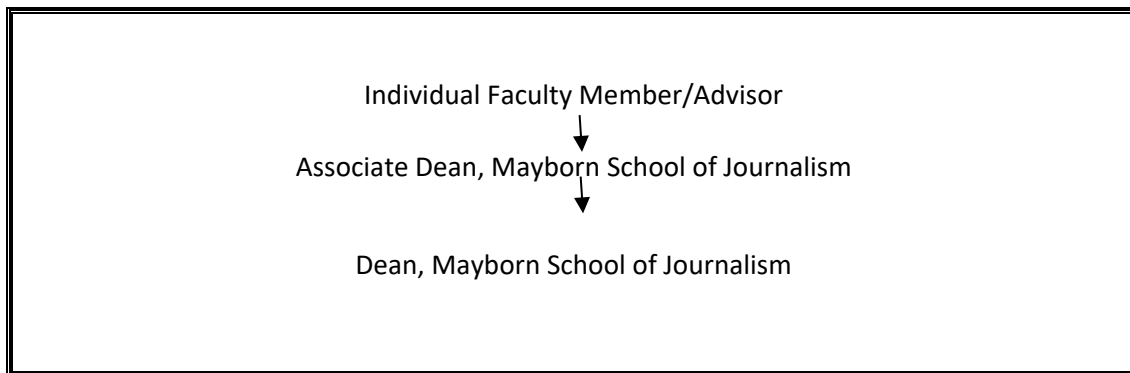 Individual Faculty Member/Advisor
Associate Dean, Mayborn School of Journalism
Dean, Mayborn School of Journalism